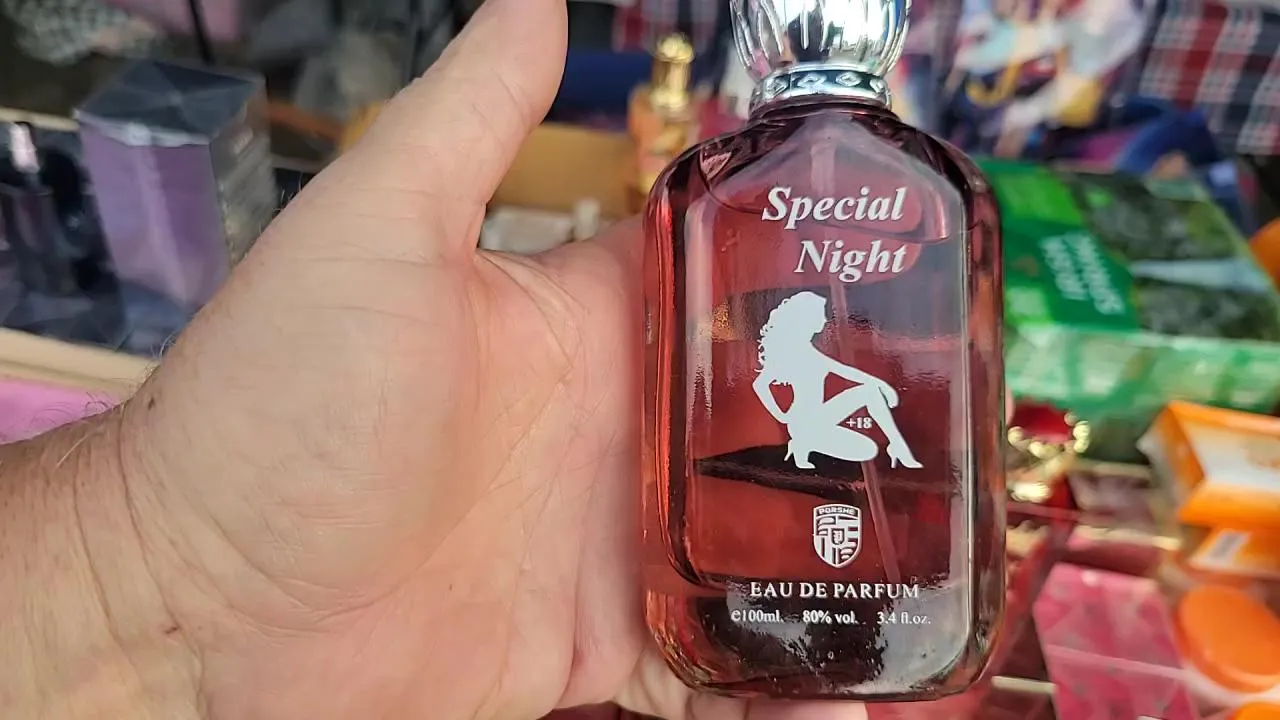 Special
Night
+18
PORSHE
EAU DE PARFUM
e100ml. 80% vol. 3.4 fl.oz.